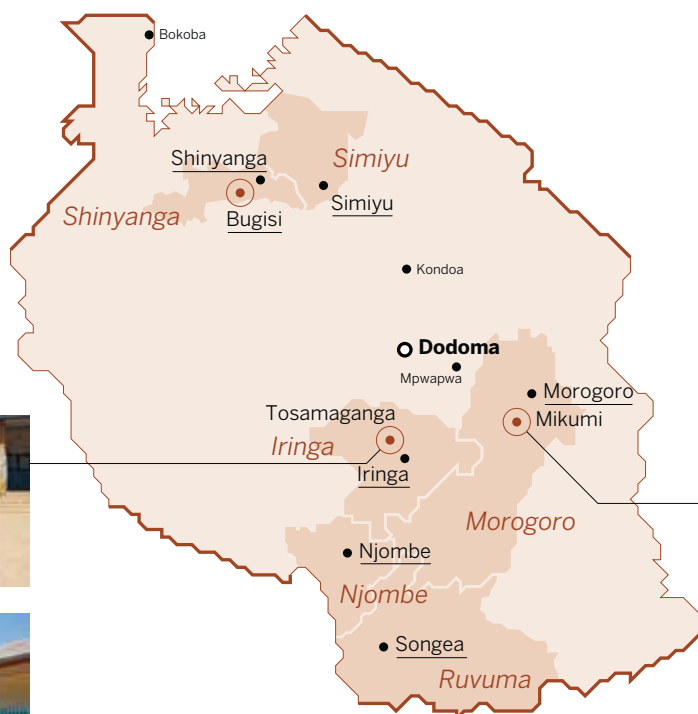 Bokoba
Shinyanga
Simiyu
Simiyu
Shinyanga
Bugisi
Kondoa
Dodoma
Mpwapwa
Morogoro
Mikumi
Tosamaganga
Iringa
Iringa
Morogoro
Njombe
Njombe
Songea
Ruvuma